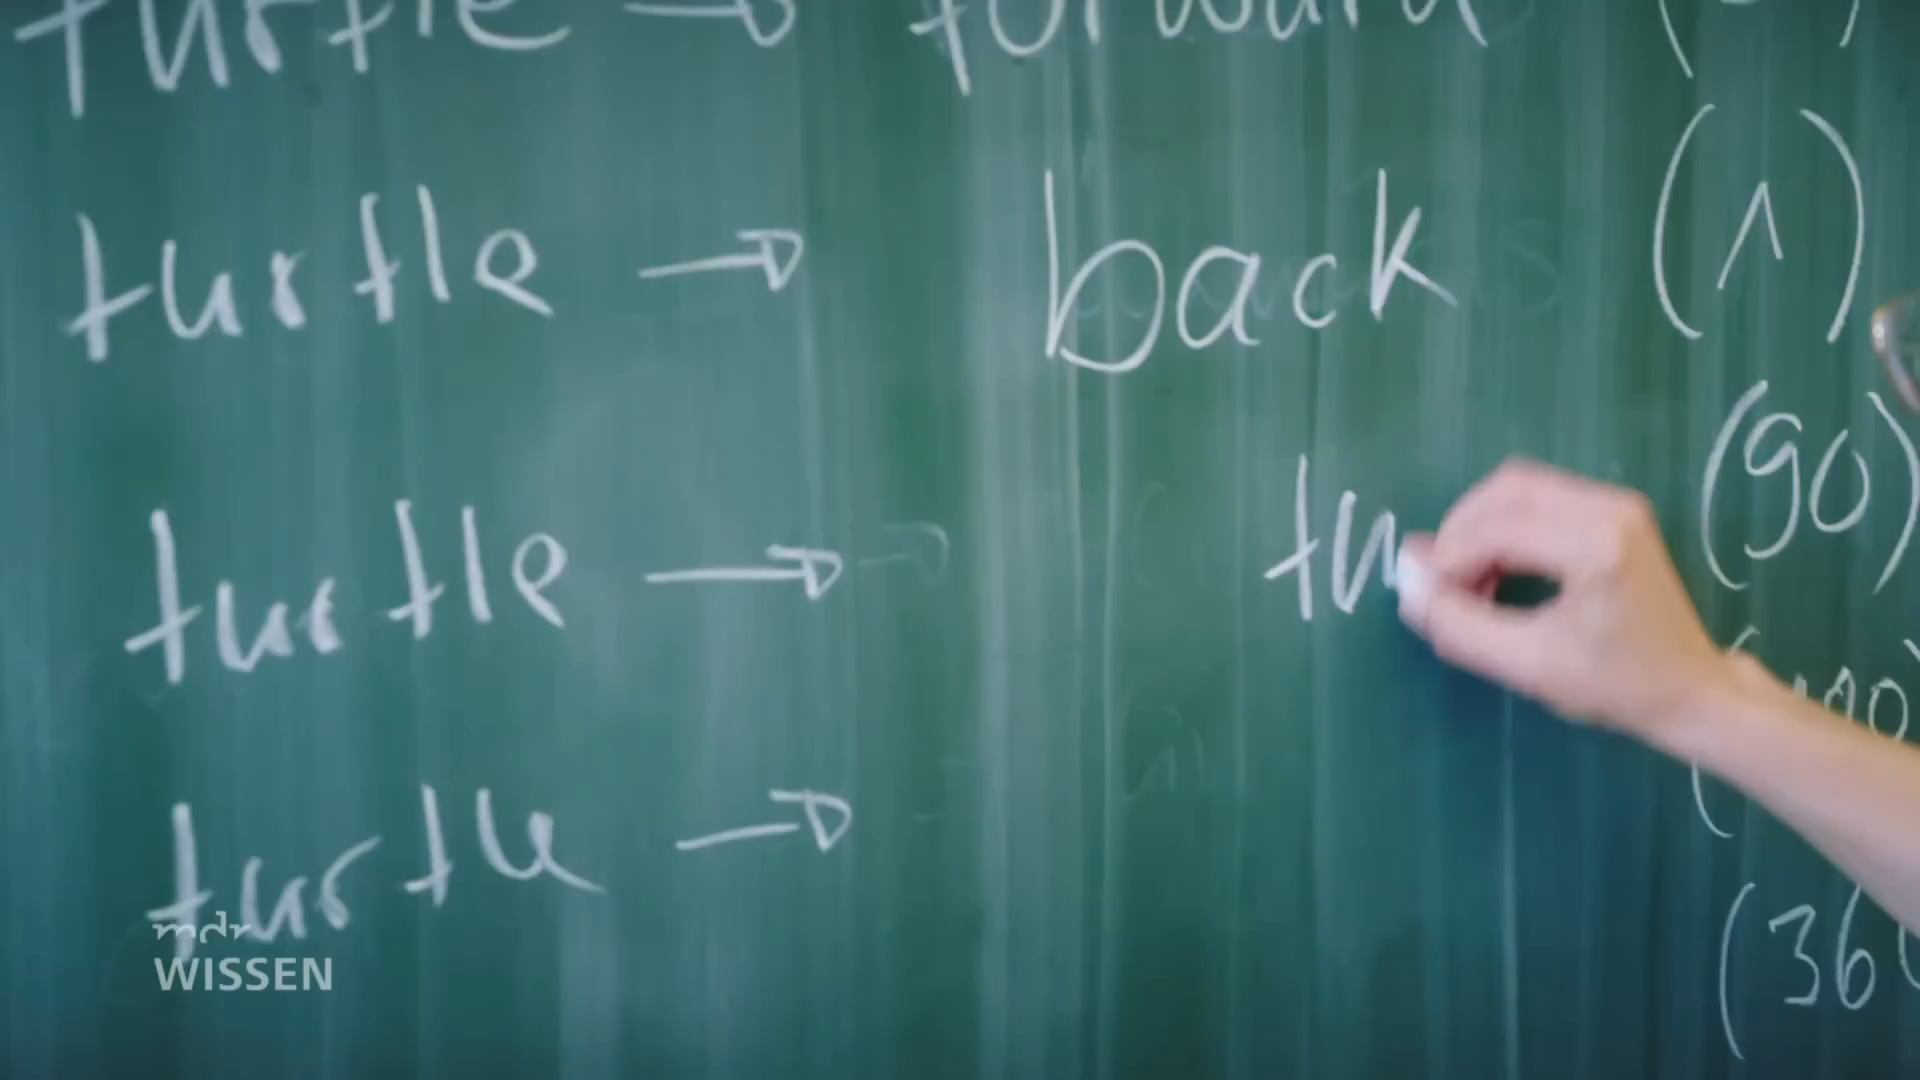 turtle → forward
turtle → back (1)
turtle → tu (90)
turtle →
(36
mdr
WISSEN